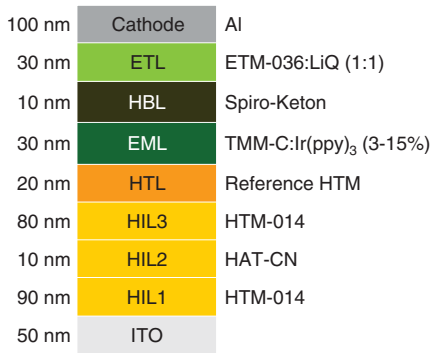 100 nm Cathode Al
30 nm ETL ETM-036:LiQ (1:1)
10 nm HBL Spiro-Keton
30 nm EML TMM-C:Ir(ppy)₃ (3-15%)
20 nm HTL Reference HTM
80 nm HIL3 HTM-014
10 nm HIL2 HAT-CN
90 nm HIL1 HTM-014
50 nm ITO